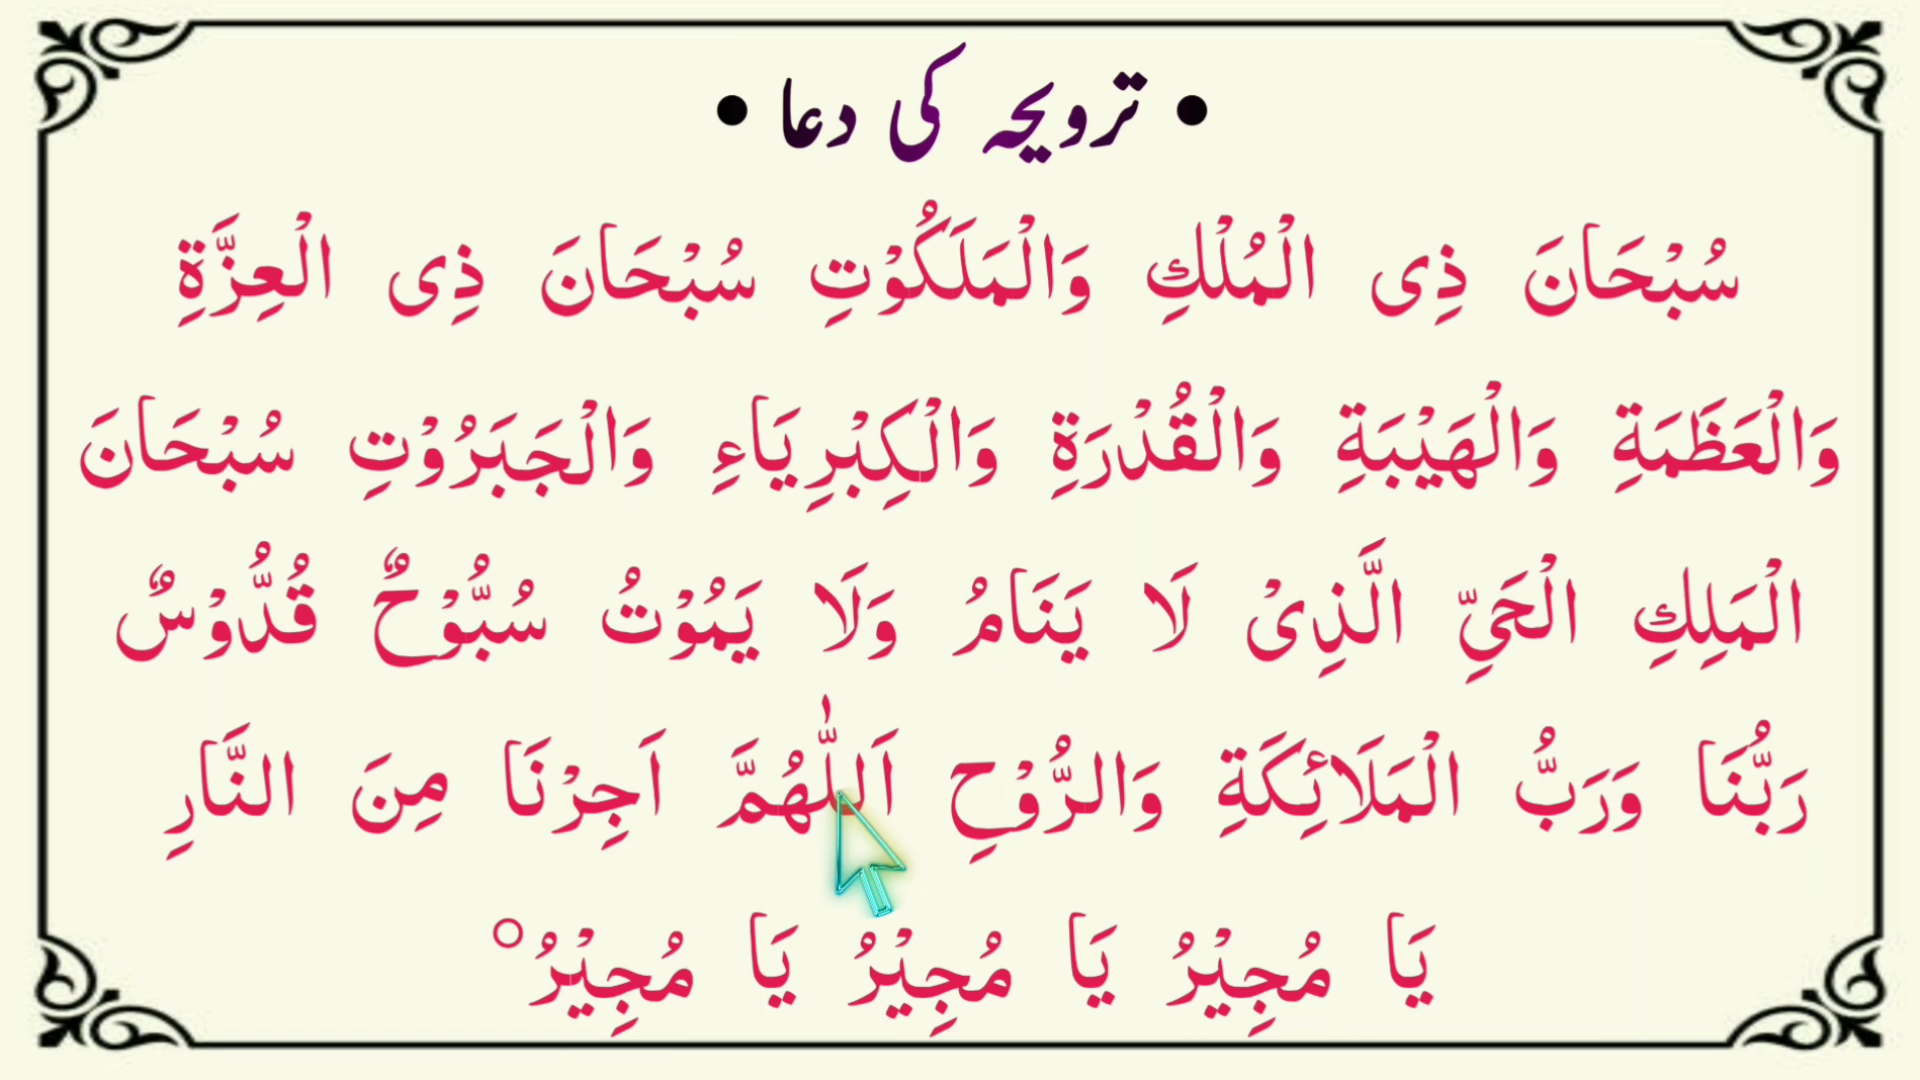 • ترویحہ کی دعا •
سُبْحَانَ ذِی الْمُلْكِ وَالْمَلَكُوْتِ سُبْحَانَ ذِی الْعِزَّةِ
وَالْعَظَمَةِ وَالْهَيْبَةِ وَالْقُدْرَةِ وَالْكِبْرِيَاءِ وَالْجَبَرُوْتِ سُبْحَانَ
الْمَلِكِ الْحَیِّ الَّذِیْ لَا يَنَامُ وَلَا يَمُوْتُ سُبُّوْحٌ قُدُّوْسٌ
رَبُّنَا وَرَبُّ الْمَلَائِكَةِ وَالرُّوْحِ اَللّٰهُمَّ اَجِرْنَا مِنَ النَّارِ
يَا مُجِيْرُ يَا مُجِيْرُ يَا مُجِيْرُ°